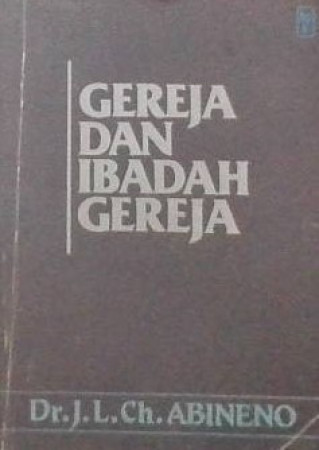 GEREJA
DAN
IBADAH
GEREJA
Dr. J. L. Ch. ABINENO